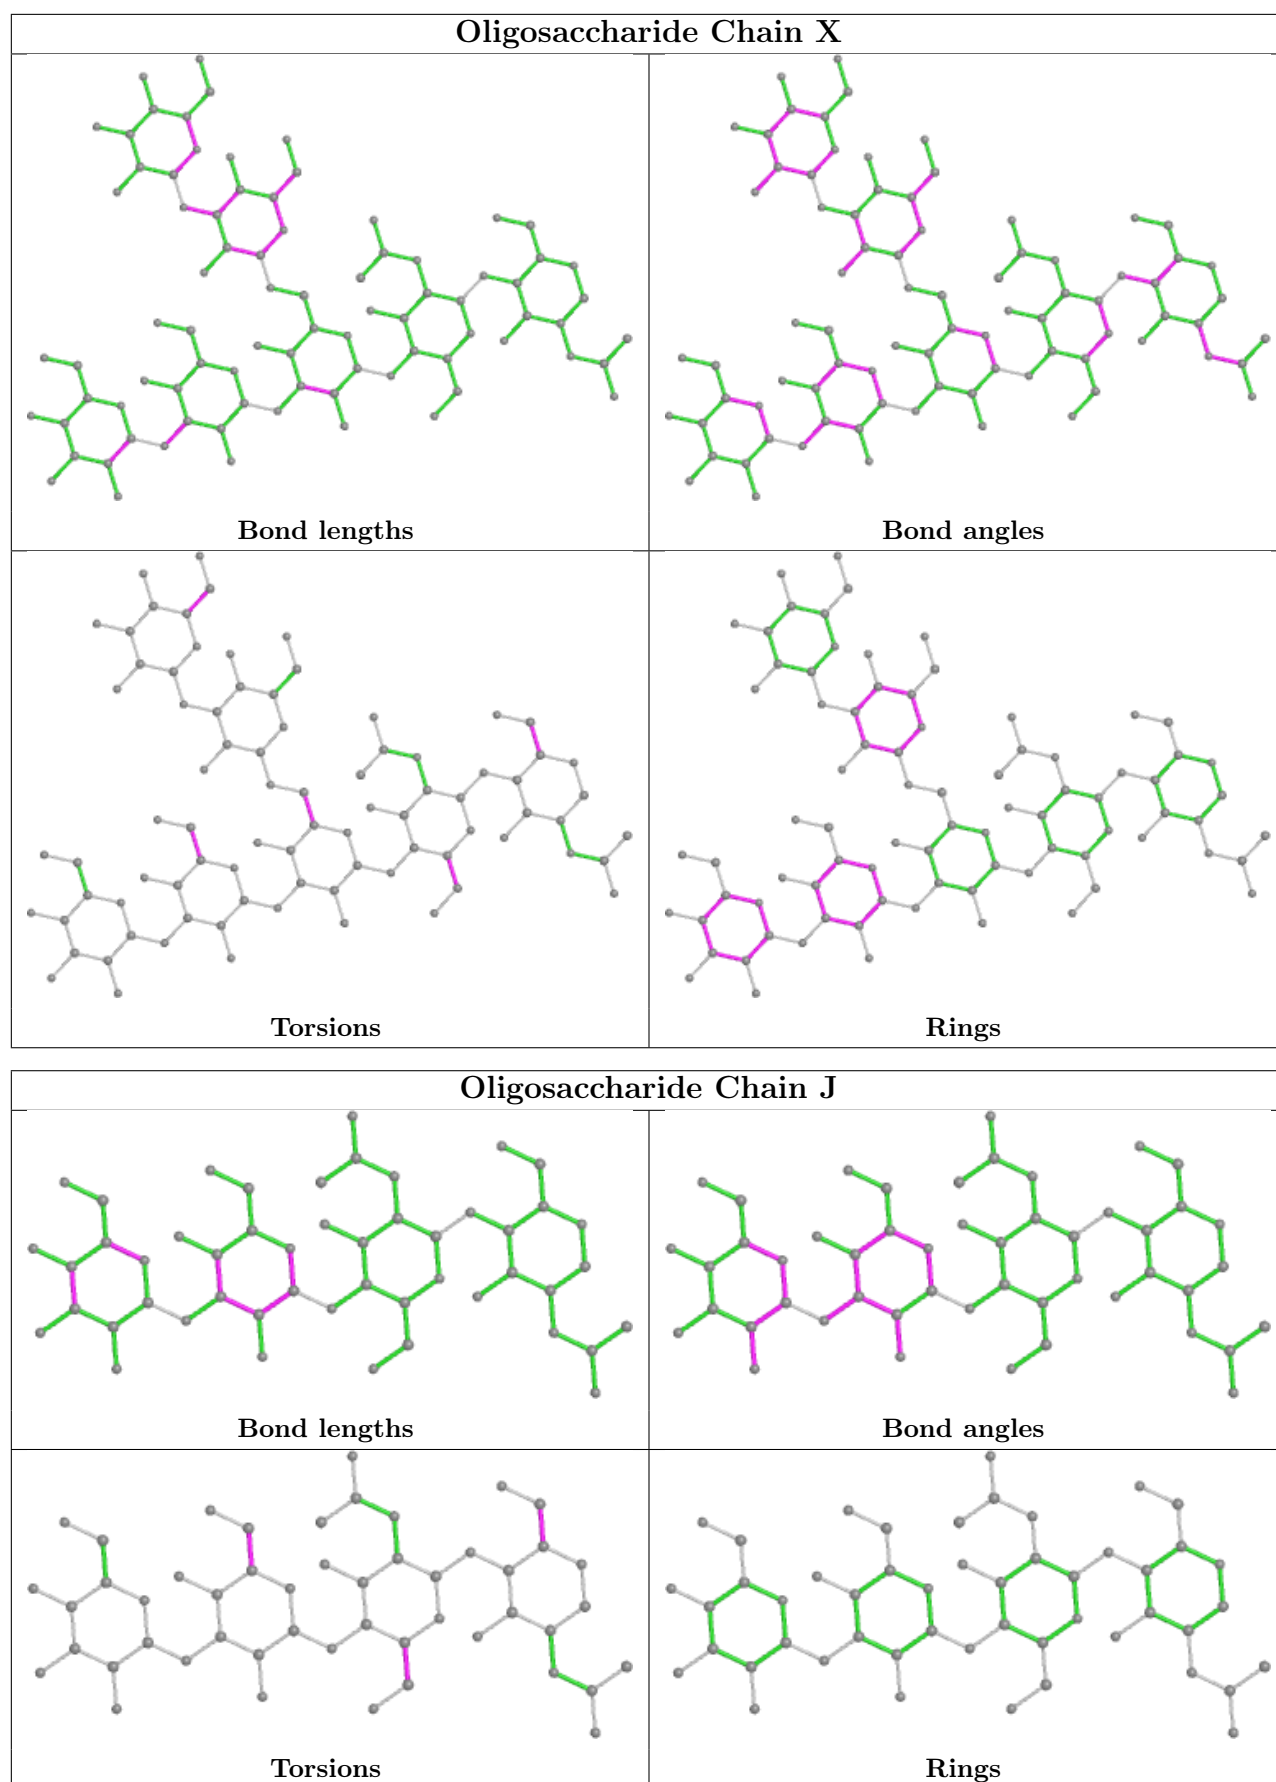 Oligosaccharide Chain X
Bond lengths
Bond angles
Torsions
Rings
Oligosaccharide Chain J
Bond lengths
Bond angles
Torsions
Rings